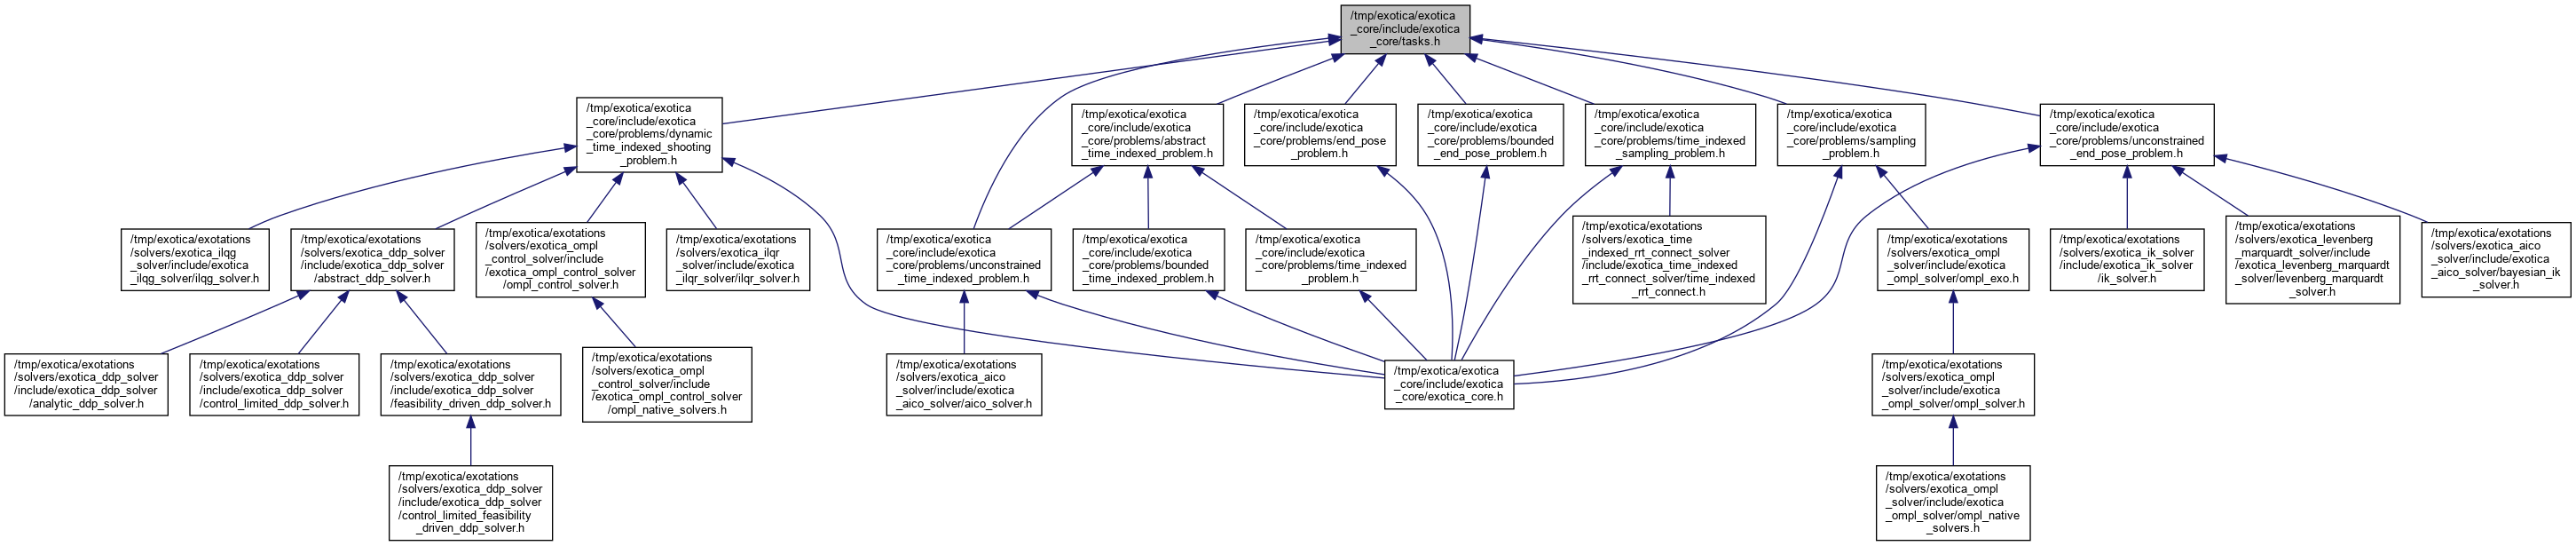 /tmp/exotica/exotica
_core/include/exotica
_core/tasks.h
/tmp/exotica/exotica
_core/include/exotica
_core/problems/dynamic
_time_indexed_shooting
_problem.h
/tmp/exotica/exotica
_core/include/exotica
_core/problems/abstract
_time_indexed_problem.h
/tmp/exotica/exotica
_core/include/exotica
_core/problems/end_pose
_problem.h
/tmp/exotica/exotica
_core/include/exotica
_core/problems/bounded
_end_pose_problem.h
/tmp/exotica/exotica
_core/include/exotica
_core/problems/time_indexed
_sampling_problem.h
/tmp/exotica/exotica
_core/include/exotica
_core/problems/sampling
_problem.h
/tmp/exotica/exotica
_core/include/exotica
_core/problems/unconstrained
_end_pose_problem.h
/tmp/exotica/exotations
/solvers/exotica_ilqg
_solver/include/exotica
_ilqg_solver/ilqg_solver.h
/tmp/exotica/exotations
/solvers/exotica_ddp_solver
/include/exotica_ddp_solver
/abstract_ddp_solver.h
/tmp/exotica/exotations
/solvers/exotica_ompl
_control_solver/include
/exotica_ompl_control_solver
/ompl_control_solver.h
/tmp/exotica/exotations
/solvers/exotica_ilqr
_solver/include/exotica
_ilqr_solver/ilqr_solver.h
/tmp/exotica/exotica
_core/include/exotica
_core/problems/unconstrained
_time_indexed_problem.h
/tmp/exotica/exotica
_core/include/exotica
_core/problems/bounded
_time_indexed_problem.h
/tmp/exotica/exotica
_core/include/exotica
_core/problems/time_indexed
_problem.h
/tmp/exotica/exotations
/solvers/exotica_time
_indexed_rrt_connect_solver
/include/exotica_time_indexed
_rrt_connect_solver/time_indexed
_rrt_connect.h
/tmp/exotica/exotations
/solvers/exotica_ompl
_solver/include/exotica
_ompl_solver/ompl_exo.h
/tmp/exotica/exotations
/solvers/exotica_ik_solver
/include/exotica_ik_solver
/ik_solver.h
/tmp/exotica/exotations
/solvers/exotica_levenberg
_marquardt_solver/include
/exotica_levenberg_marquardt
_solver/levenberg_marquardt
_solver.h
/tmp/exotica/exotations
/solvers/exotica_aico
_solver/include/exotica
_aico_solver/bayesian_ik
_solver.h
/tmp/exotica/exotations
/solvers/exotica_ddp_solver
/include/exotica_ddp_solver
/analytic_ddp_solver.h
/tmp/exotica/exotations
/solvers/exotica_ddp_solver
/include/exotica_ddp_solver
/control_limited_ddp_solver.h
/tmp/exotica/exotations
/solvers/exotica_ddp_solver
/include/exotica_ddp_solver
/feasibility_driven_ddp_solver.h
/tmp/exotica/exotations
/solvers/exotica_ompl
_control_solver/include
/exotica_ompl_control_solver
/ompl_native_solvers.h
/tmp/exotica/exotations
/solvers/exotica_aico
_solver/include/exotica
_aico_solver/aico_solver.h
/tmp/exotica/exotica
_core/include/exotica
_core/exotica_core.h
/tmp/exotica/exotations
/solvers/exotica_ompl
_solver/include/exotica
_ompl_solver/ompl_solver.h
/tmp/exotica/exotations
/solvers/exotica_ddp_solver
/include/exotica_ddp_solver
/control_limited_feasibility
_driven_ddp_solver.h
/tmp/exotica/exotations
/solvers/exotica_ompl
_solver/include/exotica
_ompl_solver/ompl_native
_solvers.h